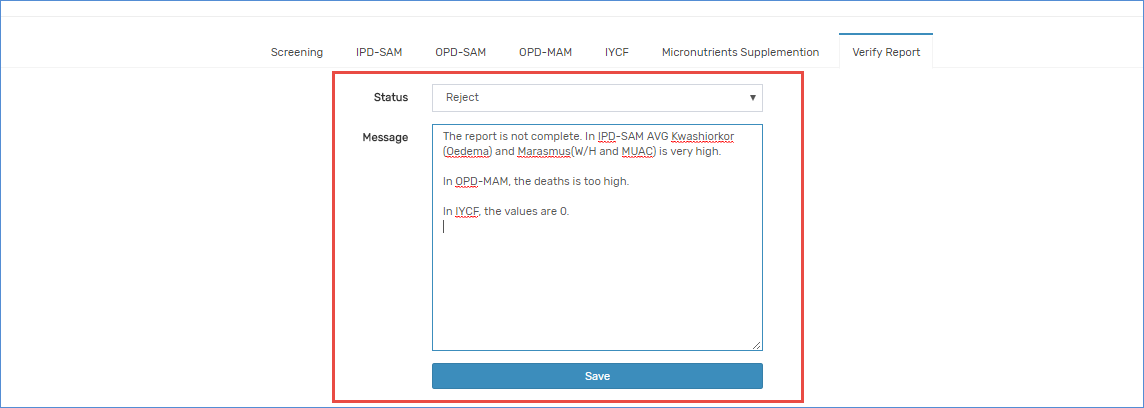 Screening IPD-SAM OPD-SAM OPD-MAM IYCF Micronutrients Supplemention Verify Report
Status Reject
Message
The report is not complete. In IPD-SAM AVG Kwashiorkor
(Oedema) and Marasmus(W/H and MUAC) is very high.
In OPD-MAM, the deaths is too high.
In IYCF, the values are 0.
Save